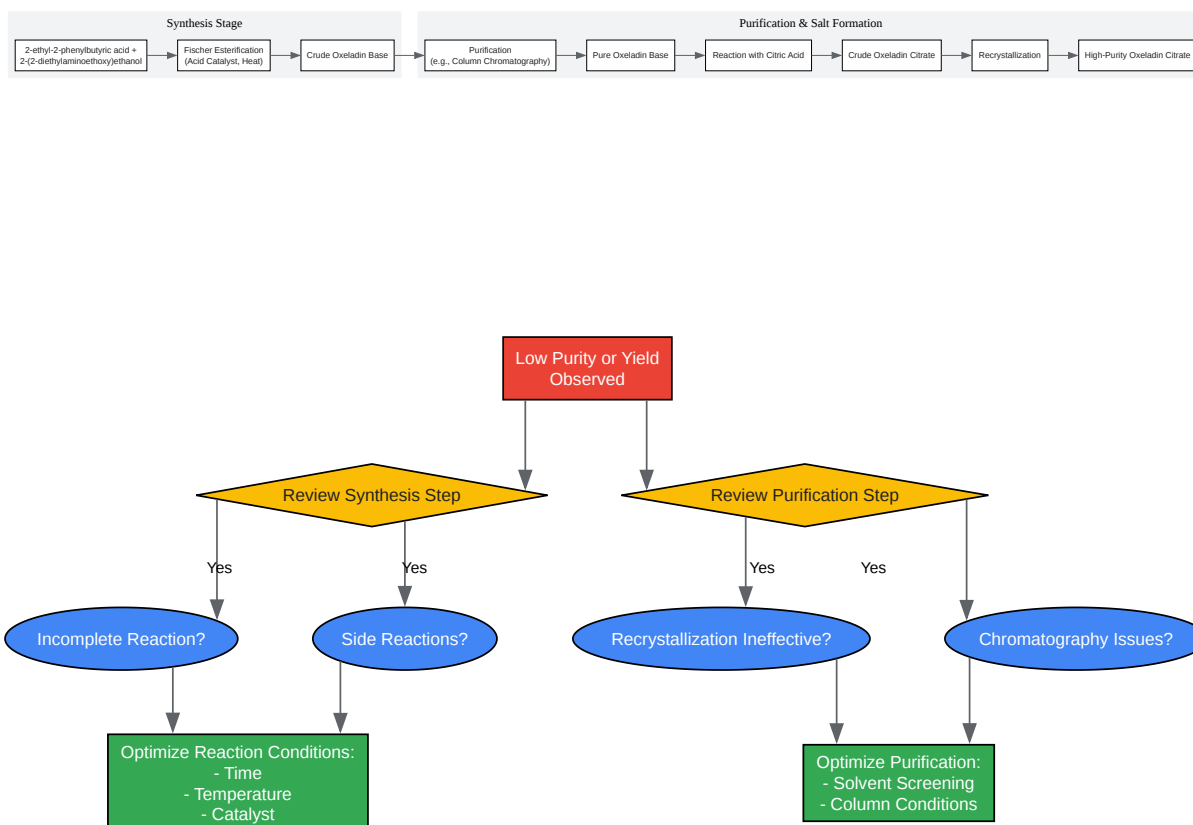 Synthesis Stage
Purification & Salt Formation
2-ethyl-2-phenylbutyric acid +
2-(2-diethylaminoethoxy)ethanol
Fischer Esterification
(Acid Catalyst, Heat)
Crude Oxeladin Base
Purification
(e.g., Column Chromatography)
Pure Oxeladin Base
Reaction with Citric Acid
Crude Oxeladin Citrate
Recrystallization
High-Purity Oxeladin Citrate
Low Purity or Yield
Observed
Review Synthesis Step
Review Purification Step
Yes
Yes
Yes
Yes
Incomplete Reaction?
Side Reactions?
Recrystallization Ineffective?
Chromatography Issues?
Optimize Reaction Conditions:
- Time
- Temperature
- Catalyst
Optimize Purification:
- Solvent Screening
- Column Conditions